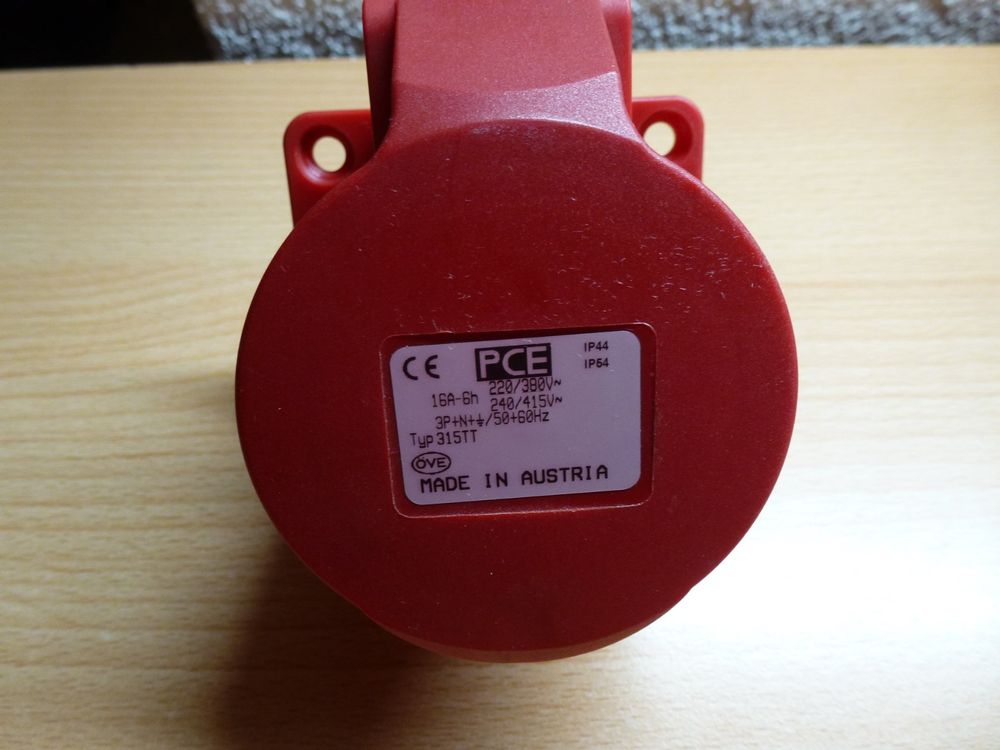 CE PCE IP44
IP54
16A-6h 220/380V~
240/415V~
3P+N+⏚/50+60Hz
Typ 315TT
ÖVE
MADE IN AUSTRIA